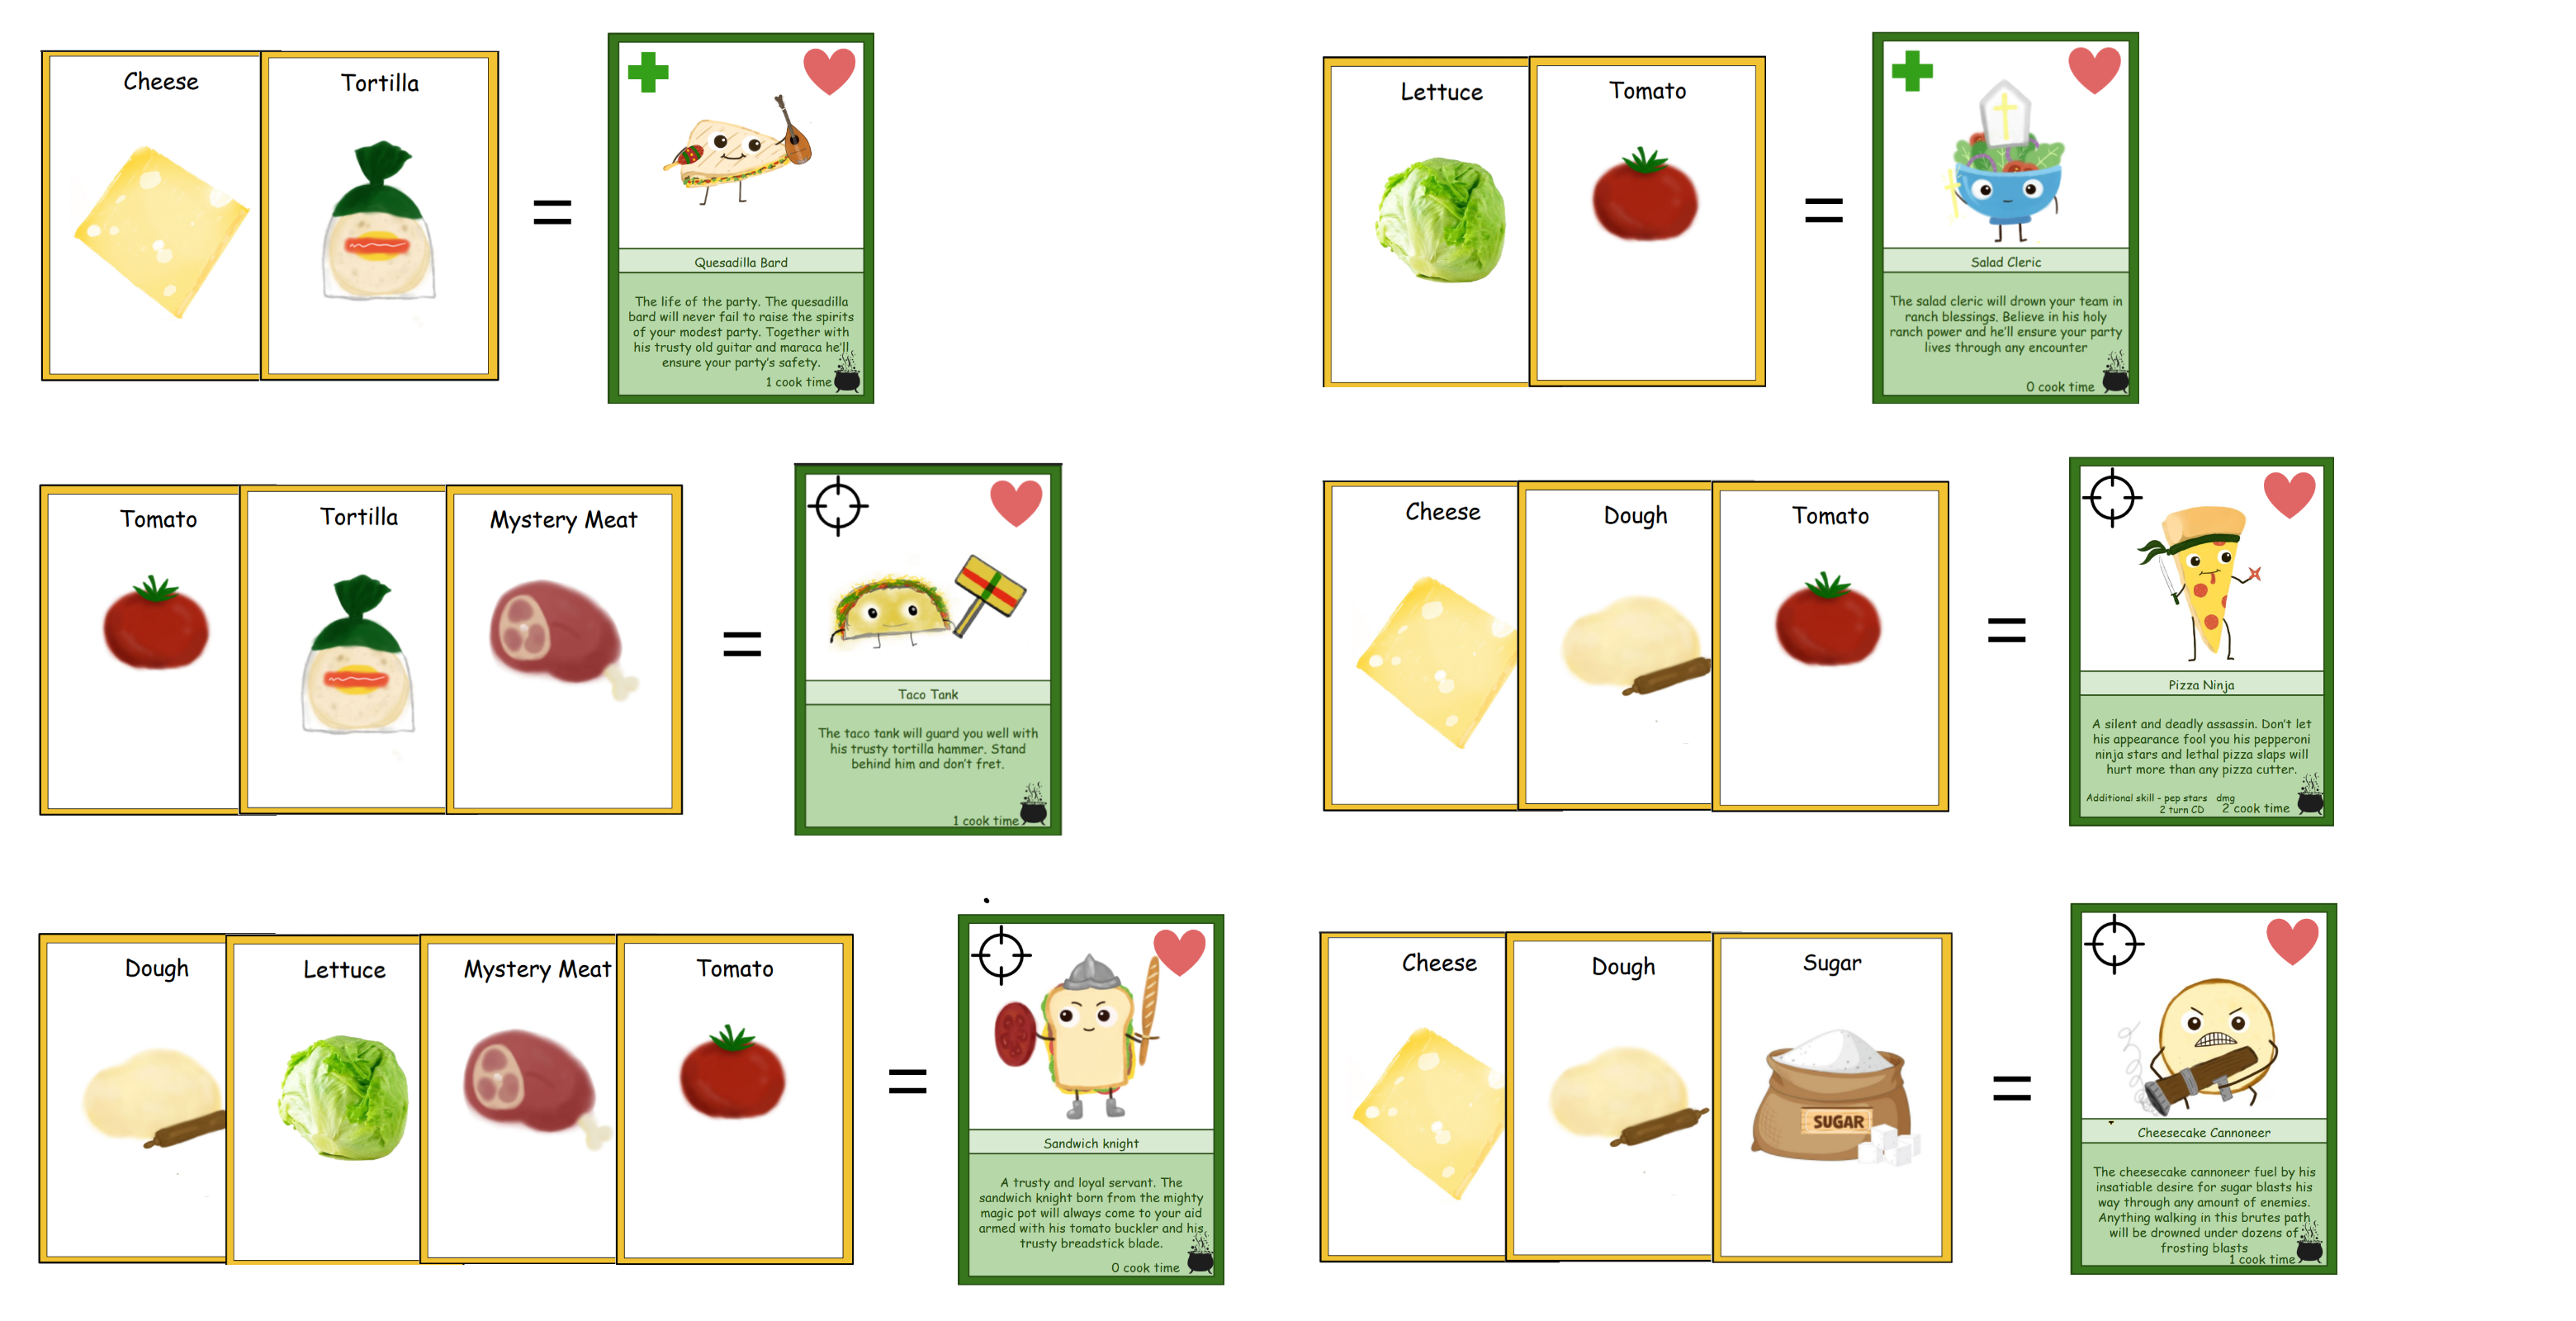 Cheese
Tortilla
=
Quesadilla Bard
The life of the party. The quesadilla
bard will never fail to raise the spirits
of your modest party. Together with
his trusty old guitar and maraca he'll
ensure your party's safety.
1 cook time
Lettuce
Tomato
=
Salad Cleric
The salad cleric will drown your team in
ranch blessings. Believe in his holy
ranch power and he'll ensure your party
lives through any encounter
0 cook time
Tomato
Tortilla
Mystery Meat
=
Taco Tank
The taco tank will guard you well with
his trusty tortilla hammer. Stand
behind him and don't fret.
1 cook time
Cheese
Dough
Tomato
=
Pizza Ninja
A silent and deadly assassin. Don't let
his appearance fool you his pepperoni
ninja stars and lethal pizza slaps will
hurt more than any pizza cutter.
Additional skill - pep stars dmg
2 turn CD
2 cook time
Dough
Lettuce
Mystery Meat
Tomato
=
Sandwich knight
A trusty and loyal servant. The
sandwich knight born from the mighty
magic pot will always come to your aid
armed with his tomato buckler and his
trusty breadstick blade.
0 cook time
Cheese
Dough
Sugar
SUGAR
=
Cheesecake Cannoneer
The cheesecake cannoneer fuel by his
insatiable desire for sugar blasts his
way through any amount of enemies.
Anything walking in this brutes path
will be drowned under dozens of
frosting blasts
1 cook time